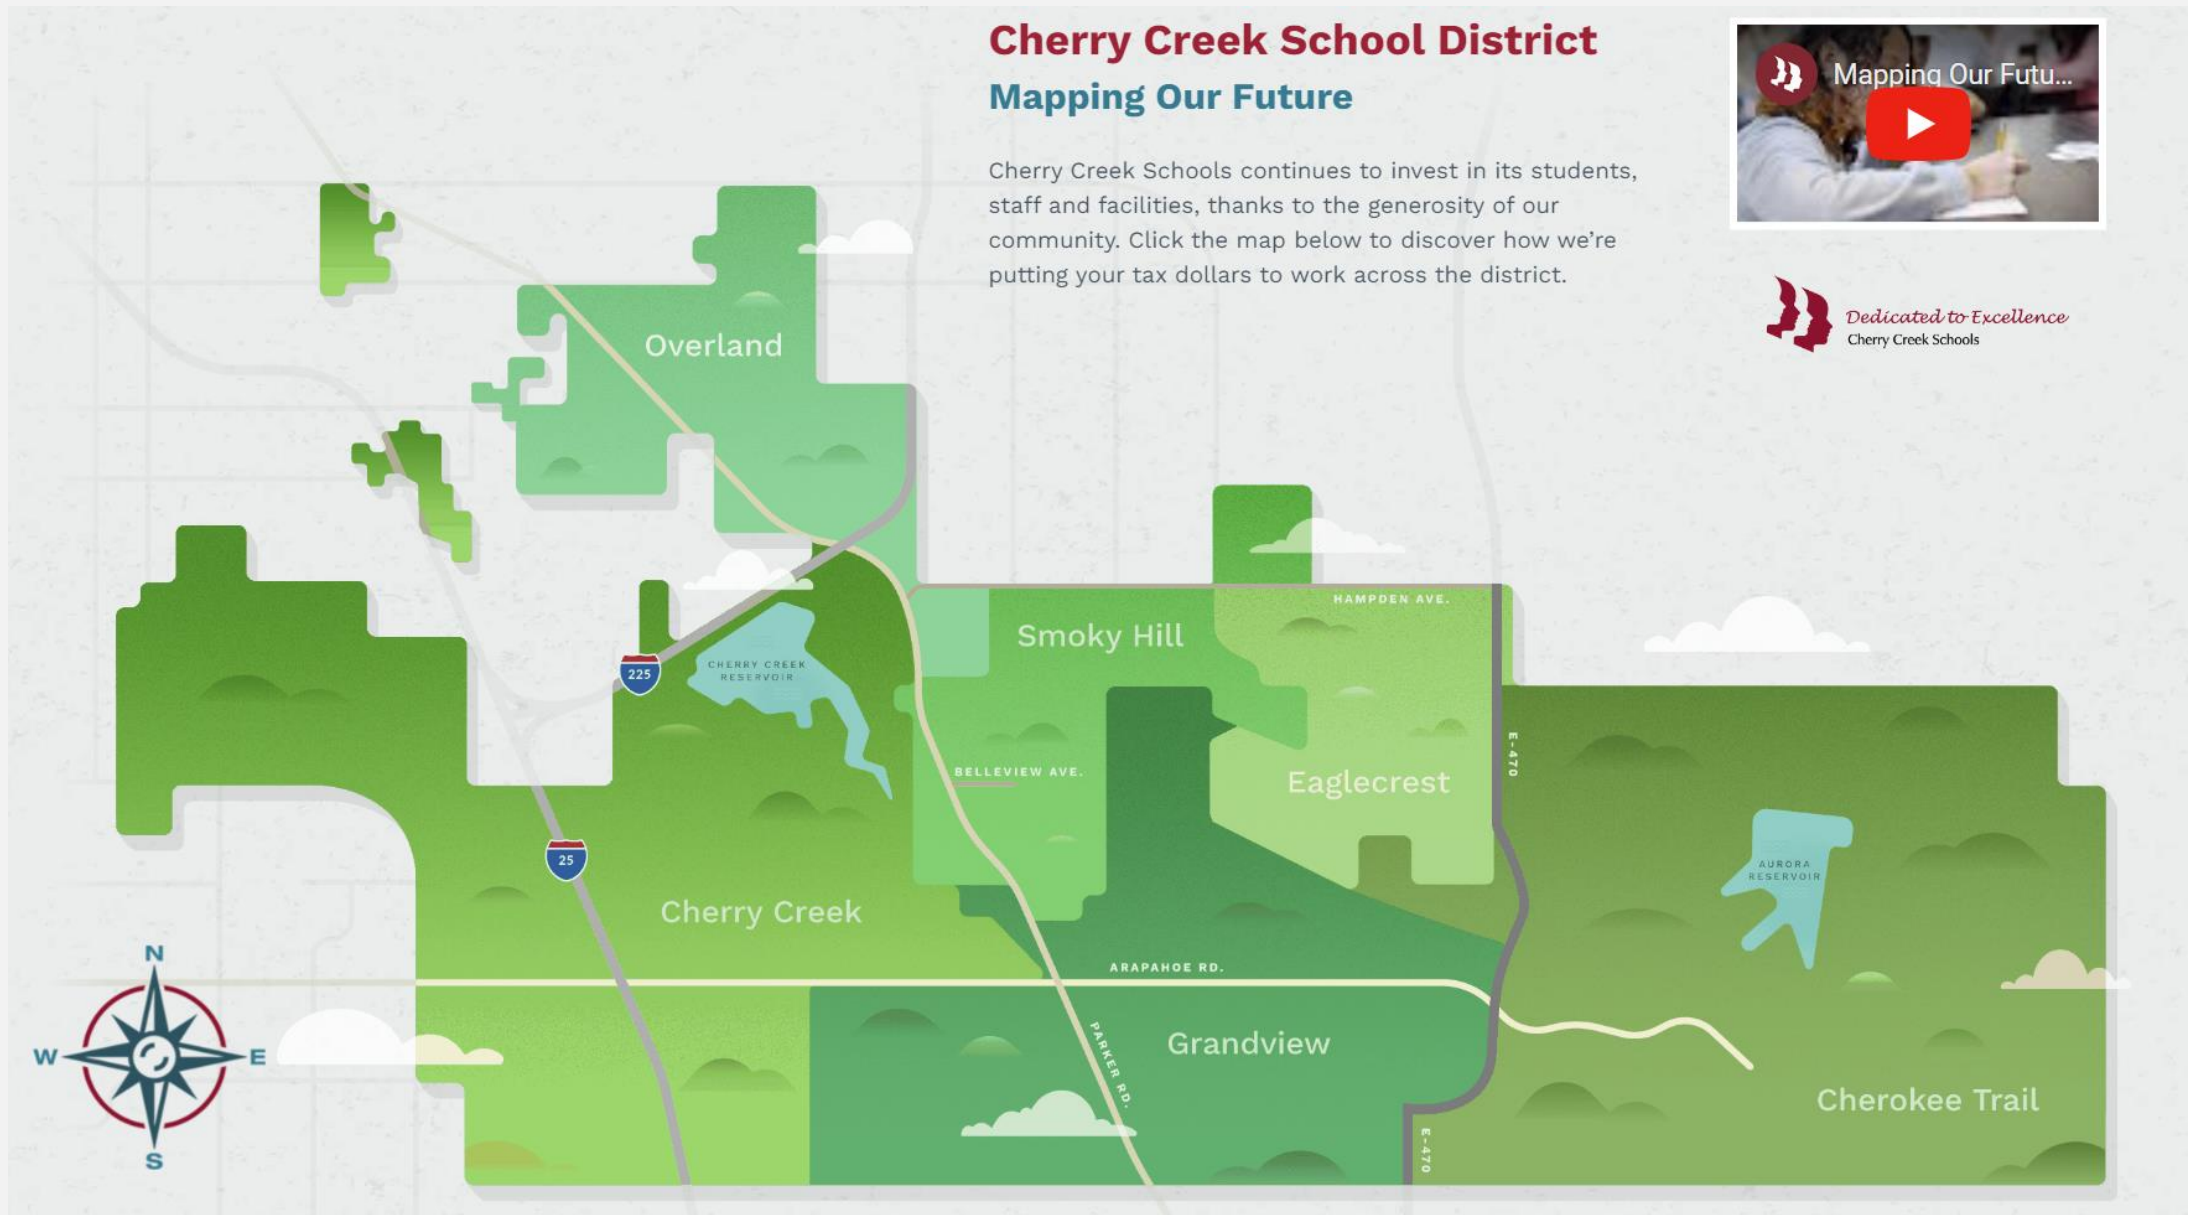 Cherry Creek School District
Mapping Our Future
Cherry Creek Schools continues to invest in its students,
staff and facilities, thanks to the generosity of our
community. Click the map below to discover how we're
putting your tax dollars to work across the district.
Mapping Our Futu...
Dedicated to Excellence
Cherry Creek Schools
Overland
HAMPDEN AVE.
Smoky Hill
CHERRY CREEK
RESERVOIR
225
E-470
BELLEVIEW AVE.
Eaglecrest
25
AURORA
RESERVOIR
Cherry Creek
ARAPAHOE RD.
N
W
E
S
PARKER RD.
Grandview
Cherokee Trail
E-470